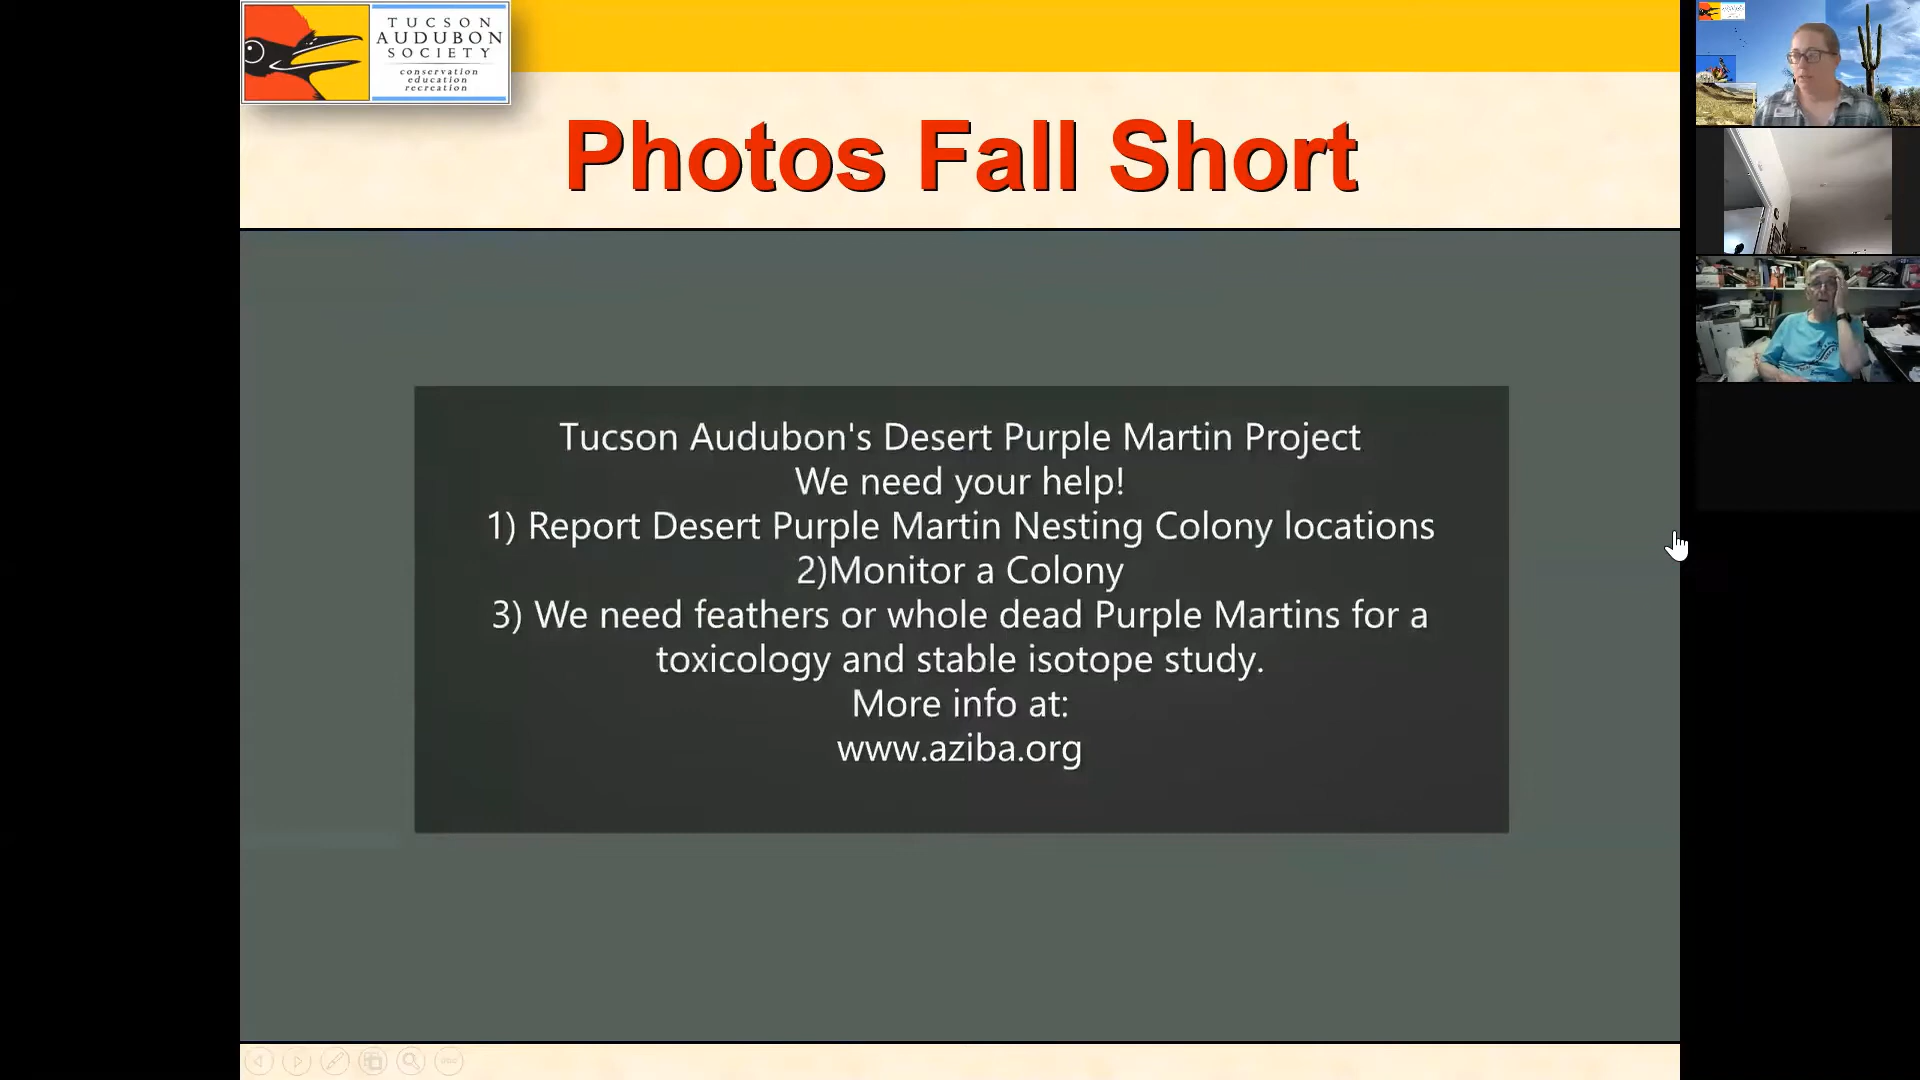 TUCSON
AUDUBON
SOCIETY
conservation
education
recreation
Photos Fall Short
Tucson Audubon's Desert Purple Martin Project
We need your help!
1) Report Desert Purple Martin Nesting Colony locations
2)Monitor a Colony
3) We need feathers or whole dead Purple Martins for a
toxicology and stable isotope study.
More info at:
www.aziba.org